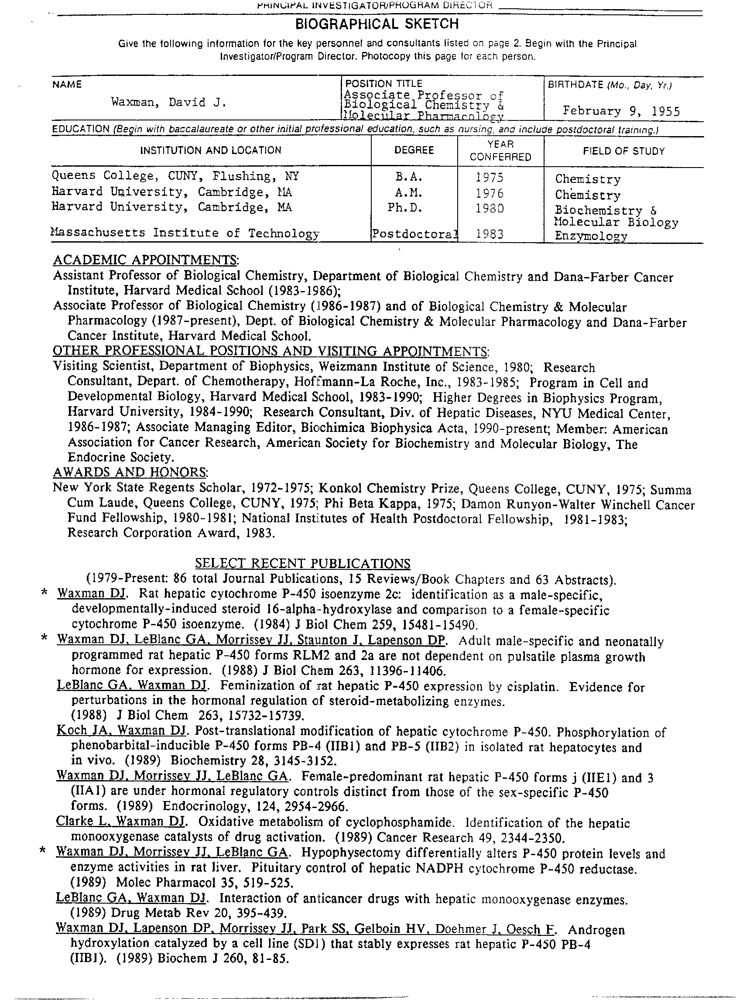 PRINCIPAL INVESTIGATOR/PROGRAM DIRECTOR
BIOGRAPHICAL SKETCH
Give the following information for the key personnel and consultants listed on page 2. Begin with the Principal
Investigator/Program Director. Photocopy this page for each person.
NAME
Waxman, David J.
POSITION TITLE
Associate Professor of
Biological Chemistry &
Molecular Pharmacology
BIRTHDATE (Mo., Day, Yr.)
February 9, 1955
EDUCATION (Begin with baccalaureate or other initial professional education, such as nursing, and include postdoctoral training.)
INSTITUTION AND LOCATION DEGREE YEAR CONFERRED FIELD OF STUDY
Queens College, CUNY, Flushing, NY B.A. 1975 Chemistry
Harvard University, Cambridge, MA A.M. 1976 Chemistry
Harvard University, Cambridge, MA Ph.D. 1980 Biochemistry &
Molecular Biology
Massachusetts Institute of Technology Postdoctoral 1983 Enzymology
ACADEMIC APPOINTMENTS:
Assistant Professor of Biological Chemistry, Department of Biological Chemistry and Dana-Farber Cancer
Institute, Harvard Medical School (1983-1986);
Associate Professor of Biological Chemistry (1986-1987) and of Biological Chemistry & Molecular
Pharmacology (1987-present), Dept. of Biological Chemistry & Molecular Pharmacology and Dana-Farber
Cancer Institute, Harvard Medical School.
OTHER PROFESSIONAL POSITIONS AND VISITING APPOINTMENTS:
Visiting Scientist, Department of Biophysics, Weizmann Institute of Science, 1980; Research
Consultant, Depart. of Chemotherapy, Hoffmann-La Roche, Inc., 1983-1985; Program in Cell and
Developmental Biology, Harvard Medical School, 1983-1990; Higher Degrees in Biophysics Program,
Harvard University, 1984-1990; Research Consultant, Div. of Hepatic Diseases, NYU Medical Center,
1986-1987; Associate Managing Editor, Biochimica Biophysica Acta, 1990-present; Member: American
Association for Cancer Research, American Society for Biochemistry and Molecular Biology, The
Endocrine Society.
AWARDS AND HONORS:
New York State Regents Scholar, 1972-1975; Konkol Chemistry Prize, Queens College, CUNY, 1975; Summa
Cum Laude, Queens College, CUNY, 1975; Phi Beta Kappa, 1975; Damon Runyon-Walter Winchell Cancer
Fund Fellowship, 1980-1981; National Institutes of Health Postdoctoral Fellowship, 1981-1983;
Research Corporation Award, 1983.
SELECT RECENT PUBLICATIONS
(1979-Present: 86 total Journal Publications, 15 Reviews/Book Chapters and 63 Abstracts).
* Waxman DJ. Rat hepatic cytochrome P-450 isoenzyme 2c: identification as a male-specific,
developmentally-induced steroid 16-alpha-hydroxylase and comparison to a female-specific
cytochrome P-450 isoenzyme. (1984) J Biol Chem 259, 15481-15490.
* Waxman DJ, LeBlanc GA, Morrissey JJ, Staunton J, Lapenson DP. Adult male-specific and neonatally
programmed rat hepatic P-450 forms RLM2 and 2a are not dependent on pulsatile plasma growth
hormone for expression. (1988) J Biol Chem 263, 11396-11406.
LeBlanc GA, Waxman DJ. Feminization of rat hepatic P-450 expression by cisplatin. Evidence for
perturbations in the hormonal regulation of steroid-metabolizing enzymes.
(1988) J Biol Chem 263, 15732-15739.
Koch JA, Waxman DJ. Post-translational modification of hepatic cytochrome P-450. Phosphorylation of
phenobarbital-inducible P-450 forms PB-4 (IIB1) and PB-5 (IIB2) in isolated rat hepatocytes and
in vivo. (1989) Biochemistry 28, 3145-3152.
Waxman DJ, Morrissey JJ, LeBlanc GA. Female-predominant rat hepatic P-450 forms j (IIE1) and 3
(IIA1) are under hormonal regulatory controls distinct from those of the sex-specific P-450
forms. (1989) Endocrinology, 124, 2954-2966.
Clarke L, Waxman DJ. Oxidative metabolism of cyclophosphamide. Identification of the hepatic
monooxygenase catalysts of drug activation. (1989) Cancer Research 49, 2344-2350.
* Waxman DJ, Morrissey JJ, LeBlanc GA. Hypophysectomy differentially alters P-450 protein levels and
enzyme activities in rat liver. Pituitary control of hepatic NADPH cytochrome P-450 reductase.
(1989) Molec Pharmacol 35, 519-525.
LeBlanc GA, Waxman DJ. Interaction of anticancer drugs with hepatic monooxygenase enzymes.
(1989) Drug Metab Rev 20, 395-439.
Waxman DJ, Lapenson DP, Morrissey JJ, Park SS, Gelboin HV, Doehmer J, Oesch F. Androgen
hydroxylation catalyzed by a cell line (SD1) that stably expresses rat hepatic P-450 PB-4
(IIB1). (1989) Biochem J 260, 81-85.